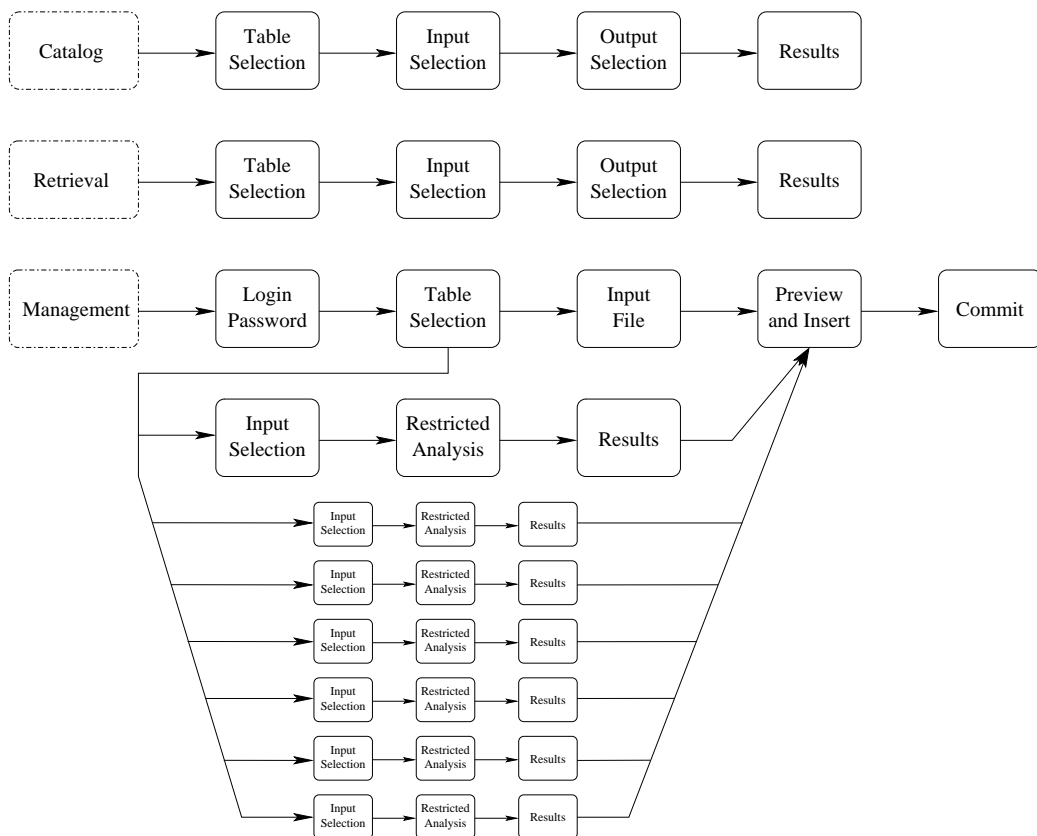 Catalog
Table
Selection
Input
Selection
Output
Selection
Results
Retrieval
Table
Selection
Input
Selection
Output
Selection
Results
Management
Login
Password
Table
Selection
Input
File
Preview
and Insert
Commit
Input
Selection
Restricted
Analysis
Results
Input
Selection
Restricted
Analysis
Results
Input
Selection
Restricted
Analysis
Results
Input
Selection
Restricted
Analysis
Results
Input
Selection
Restricted
Analysis
Results
Input
Selection
Restricted
Analysis
Results
Input
Selection
Restricted
Analysis
Results